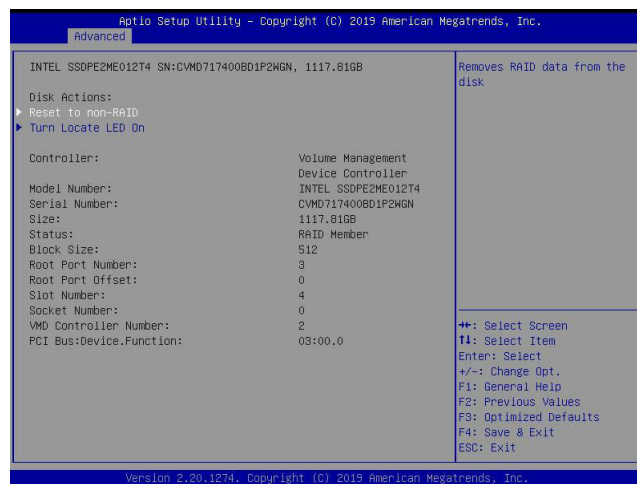 Aptio Setup Utility – Copyright (C) 2019 American Megatrends, Inc.
Advanced
INTEL SSDPE2ME012T4 SN:CVMD717400BD1P2WGN, 1117.81GB
Disk Actions:
Reset to non-RAID
Turn Locate LED On
Controller: Volume Management
Device Controller
Model Number: INTEL SSDPE2ME012T4
Serial Number: CVMD717400BD1P2WGN
Size: 1117.81GB
Status: RAID Member
Block Size: 512
Root Port Number: 3
Root Port Offset: 0
Slot Number: 4
Socket Number: 0
VMD Controller Number: 2
PCI Bus:Device.Function: 03:00.0
Removes RAID data from the
disk
→←: Select Screen
↑↓: Select Item
Enter: Select
+/-: Change Opt.
F1: General Help
F2: Previous Values
F3: Optimized Defaults
F4: Save & Exit
ESC: Exit
Version 2.20.1274. Copyright (C) 2019 American Megatrends, Inc.